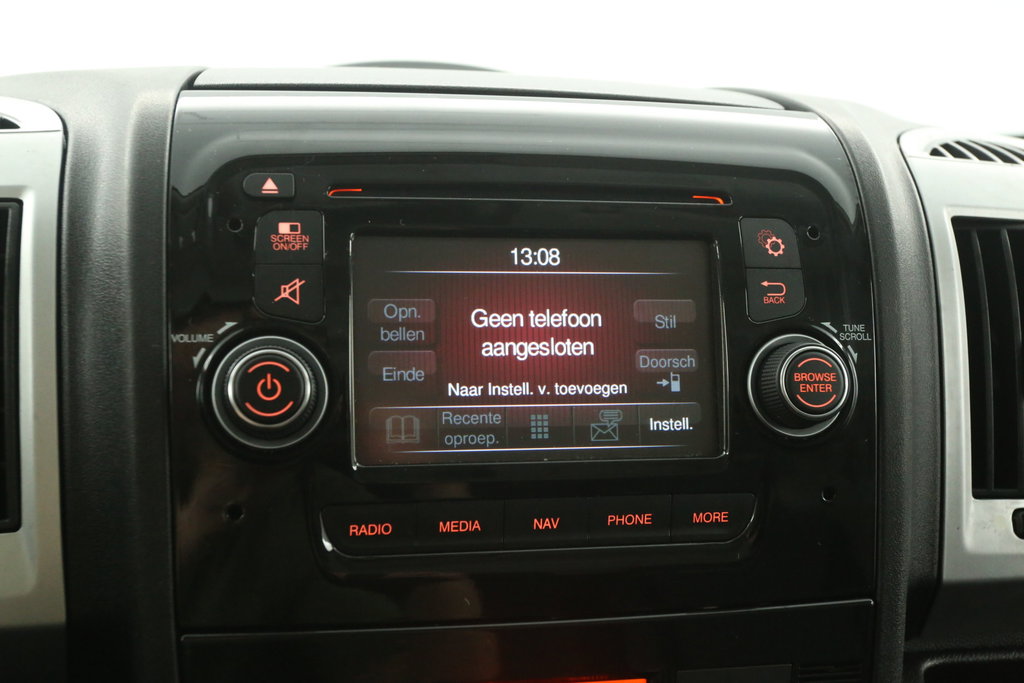 SCREEN
ON/OFF
VOLUME
13:08
Opn.
bellen
Einde
Geen telefoon
aangesloten
Naar Instell. v. toevoegen
Stil
Doorsch
Recente
oproep.
Instell.
BACK
TUNE
SCROLL
BROWSE
ENTER
RADIO
MEDIA
NAV
PHONE
MORE